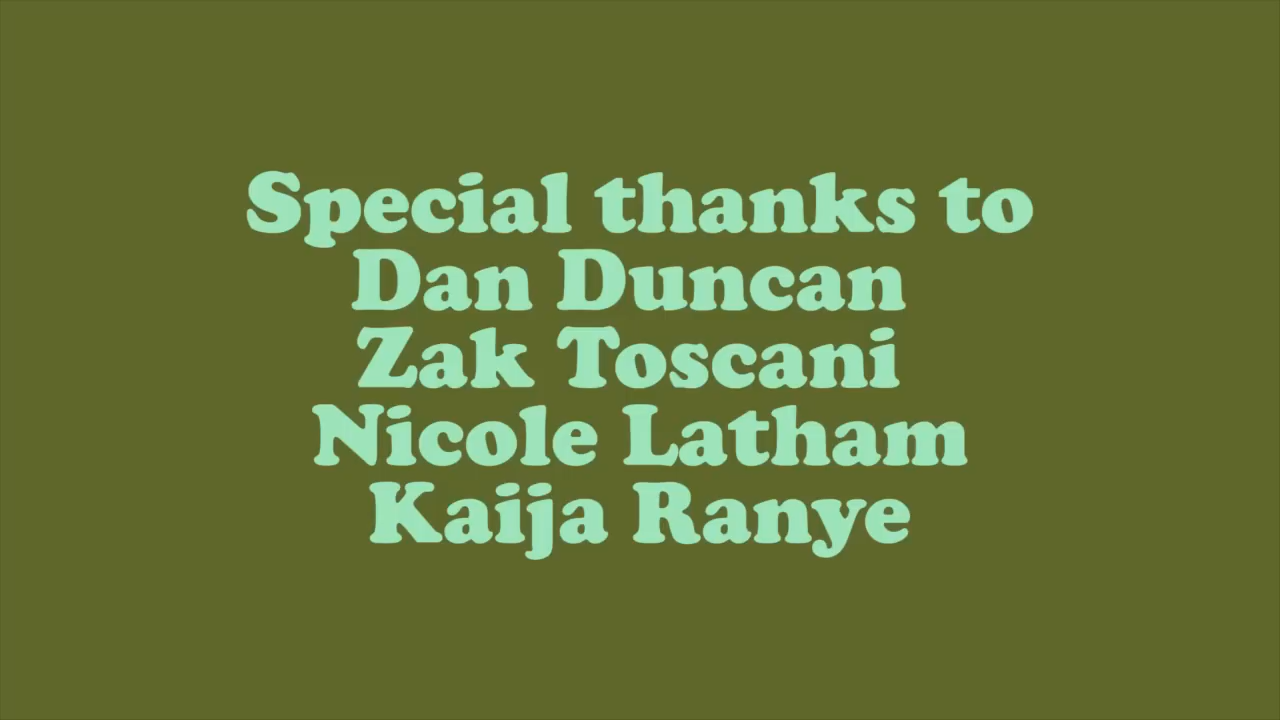 Special thanks to
Dan Duncan
Zak Toscani
Nicole Latham
Kaija Ranye